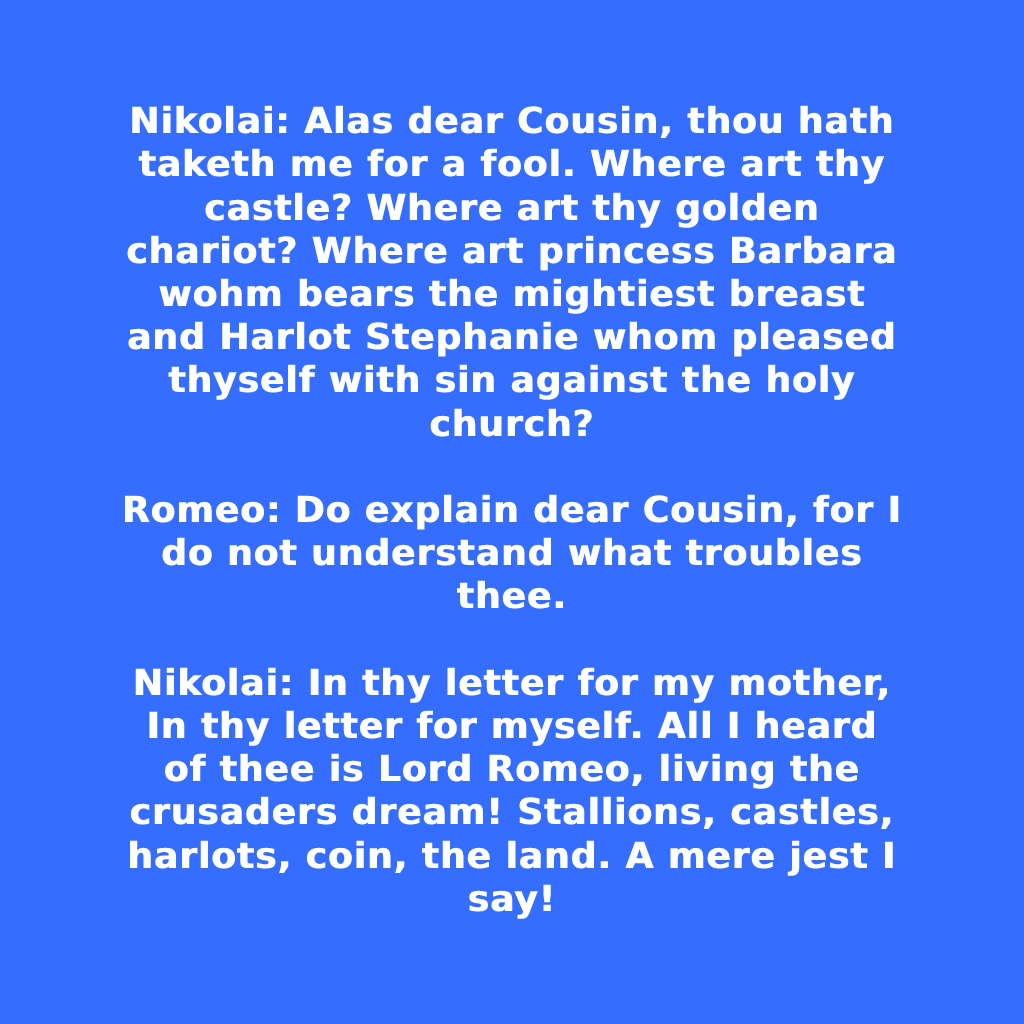 Nikolai: Alas dear Cousin, thou hath
taketh me for a fool. Where art thy
castle? Where art thy golden
chariot? Where art princess Barbara
wohm bears the mightiest breast
and Harlot Stephanie whom pleased
thyself with sin against the holy
church?
Romeo: Do explain dear Cousin, for I
do not understand what troubles
thee.
Nikolai: In thy letter for my mother,
In thy letter for myself. All I heard
of thee is Lord Romeo, living the
crusaders dream! Stallions, castles,
harlots, coin, the land. A mere jest I
say!